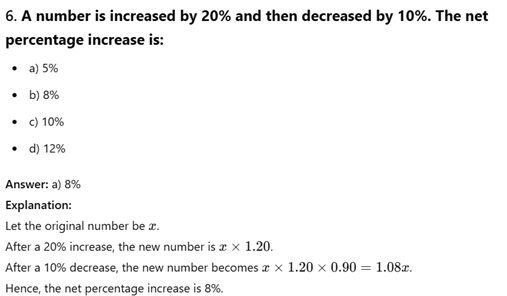 6. A number is increased by 20% and then decreased by 10%. The net
percentage increase is:
• a) 5%
• b) 8%
• c) 10%
• d) 12%
Answer: a) 8%
Explanation:
Let the original number be x.
After a 20% increase, the new number is x × 1.20.
After a 10% decrease, the new number becomes x × 1.20 × 0.90 = 1.08x.
Hence, the net percentage increase is 8%.